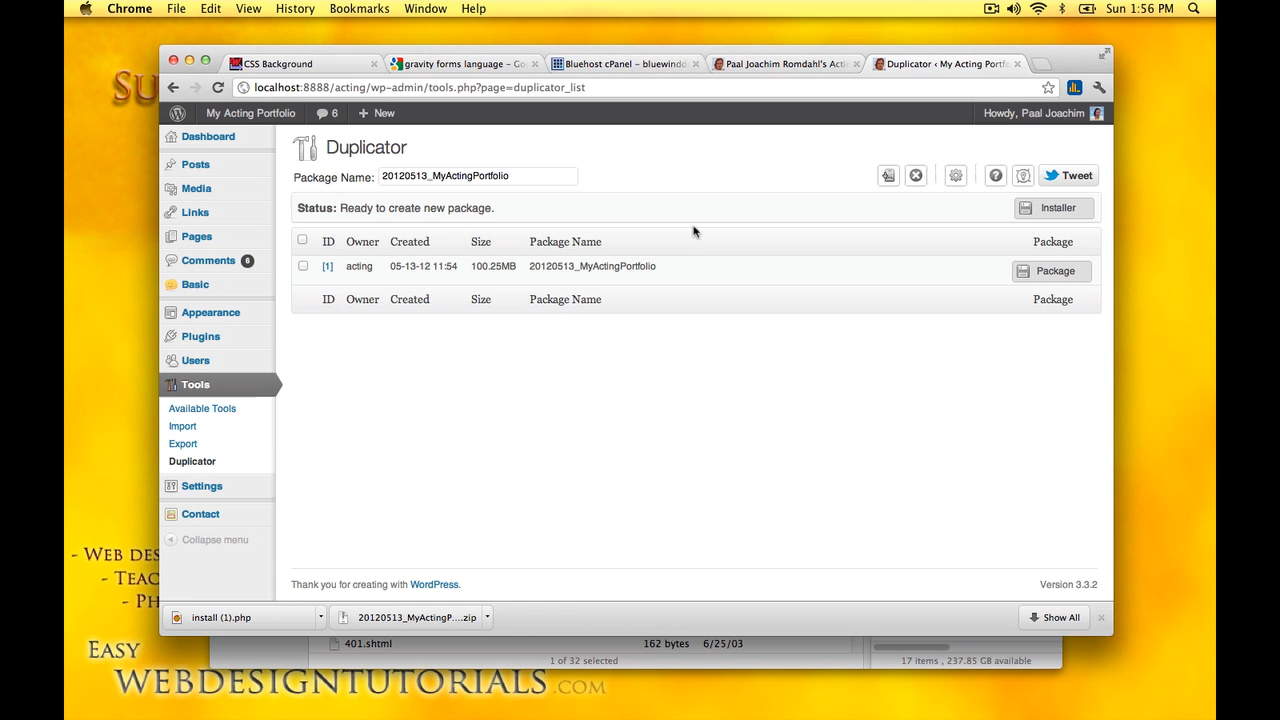 Chrome File Edit View History Bookmarks Window Help Sun 1:56 PM
CSS Background gravity forms language – Go Bluehost cPanel – bluewindd Paal Joachim Romdahl's Acti Duplicator ‹ My Acting Portf
localhost:8888/acting/wp-admin/tools.php?page=duplicator_list
My Acting Portfolio 6 + New Howdy, Paal Joachim
Dashboard
Posts
Media
Links
Pages
Comments 6
Basic
Appearance
Plugins
Users
Tools
Available Tools
Import
Export
Duplicator
Settings
Contact
Collapse menu
Duplicator
Package Name: 20120513_MyActingPortfolio
Tweet
Status: Ready to create new package. Installer
ID Owner Created Size Package Name Package
[1] acting 05-13-12 11:54 100.25MB 20120513_MyActingPortfolio Package
ID Owner Created Size Package Name Package
Thank you for creating with WordPress. Version 3.3.2
install (1).php 20120513_MyActingP....zip Show All
401.shtml 162 bytes 6/25/03
1 of 32 selected 17 items , 237.85 GB available
SU
- WEB DES
- TEAC
- PH
EASY
WEBDESIGNTUTORIALS.COM